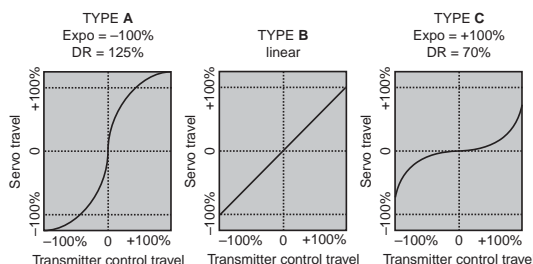 TYPE A
Expo = –100%
DR = 125%
+100%
0
–100%
Servo travel
–100% 0 +100%
Transmitter control travel
TYPE B
linear
+100%
0
–100%
Servo travel
–100% 0 +100%
Transmitter control travel
TYPE C
Expo = +100%
DR = 70%
+100%
0
–100%
Servo travel
–100% 0 +100%
Transmitter control trave